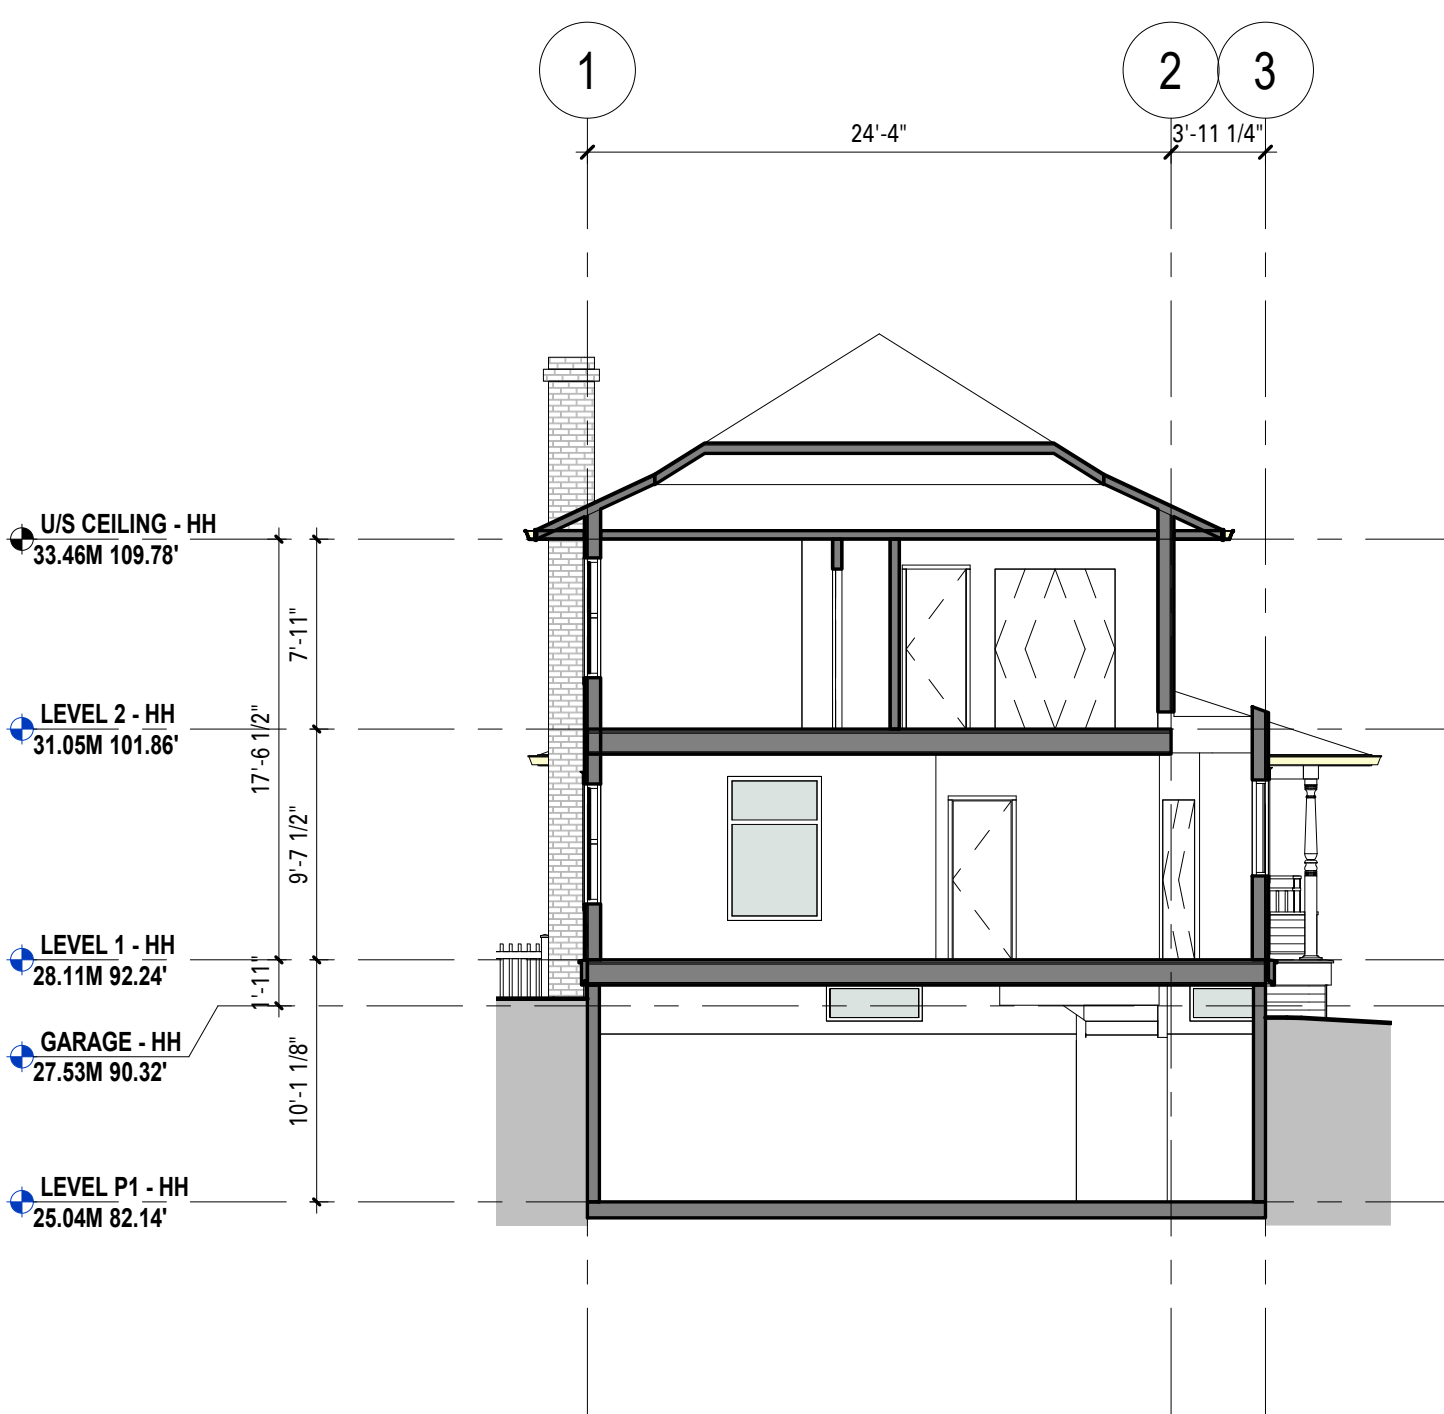 1
2
3
24'-4"
3'-11 1/4"
U/S CEILING - HH
33.46M 109.78'
7'-11"
LEVEL 2 - HH
31.05M 101.86'
17'-6 1/2"
9'-7 1/2"
LEVEL 1 - HH
28.11M 92.24'
1'-11"
GARAGE - HH
27.53M 90.32'
10'-1 1/8"
LEVEL P1 - HH
25.04M 82.14'